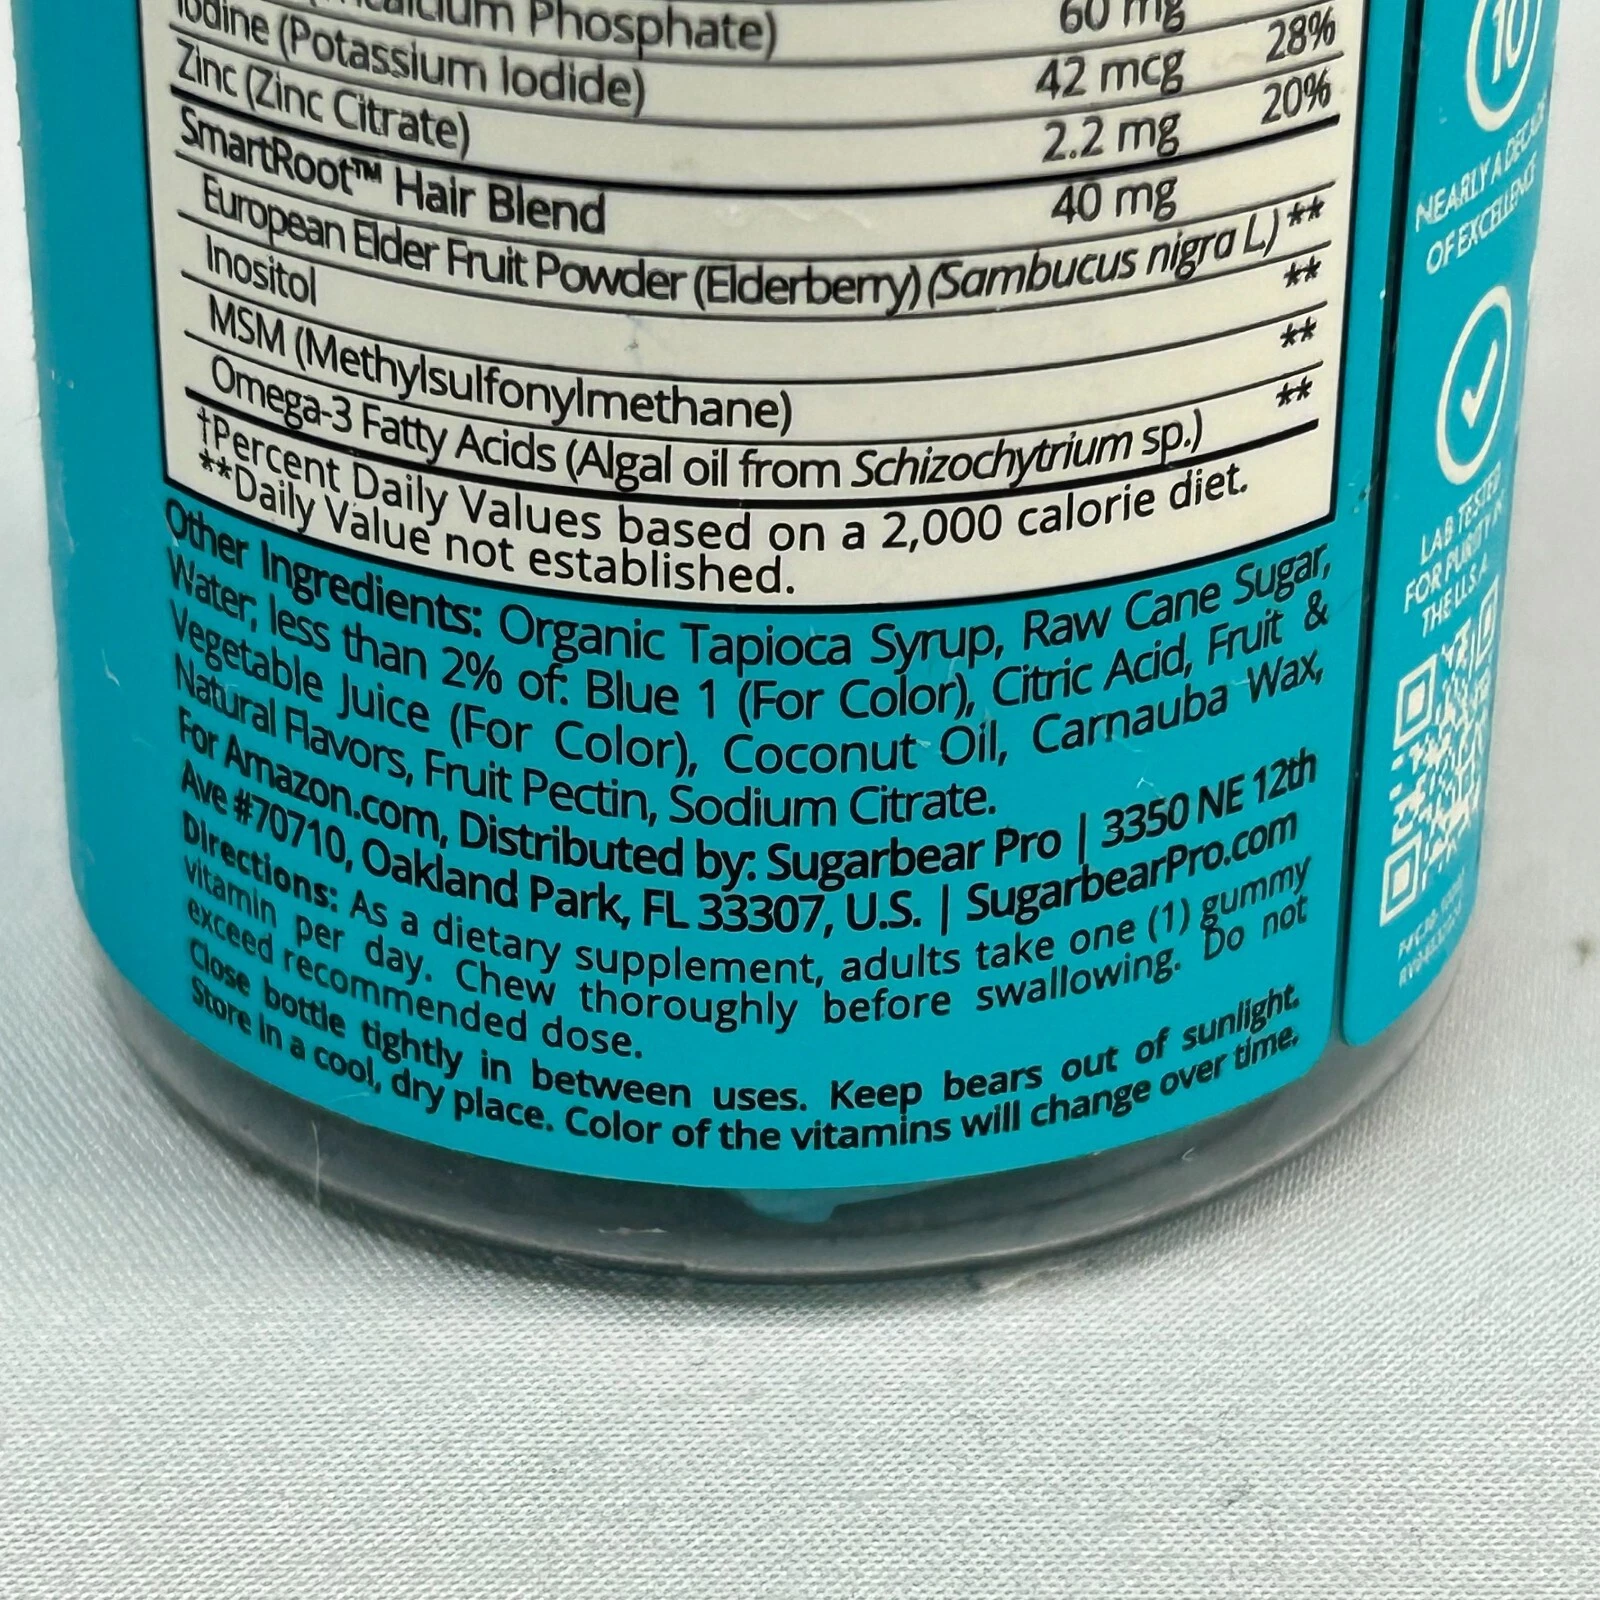 Phosphate) 60 mg
Iodine (Potassium Iodide) 42 mcg 28%
Zinc (Zinc Citrate) 2.2 mg 20%
SmartRoot™ Hair Blend 40 mg
European Elder Fruit Powder (Elderberry) (Sambucus nigra L.) **
Inositol **
MSM (Methylsulfonylmethane) **
Omega-3 Fatty Acids (Algal oil from Schizochytrium sp.) **
†Percent Daily Values based on a 2,000 calorie diet.
**Daily Value not established.
Other Ingredients: Organic Tapioca Syrup, Raw Cane Sugar,
Water, less than 2% of: Blue 1 (For Color), Citric Acid, Fruit &
Vegetable Juice (For Color), Coconut Oil, Carnauba Wax,
Natural Flavors, Fruit Pectin, Sodium Citrate.
For Amazon.com, Distributed by: Sugarbear Pro | 3350 NE 12th
Ave #70710, Oakland Park, FL 33307, U.S. | SugarbearPro.com
Directions: As a dietary supplement, adults take one (1) gummy
vitamin per day. Chew thoroughly before swallowing. Do not
exceed recommended dose.
Close bottle tightly in between uses. Keep bears out of sunlight.
Store in a cool, dry place. Color of the vitamins will change over time.
10
NEARLY A DECADE
OF EXCELLENCE
LAB TESTED
FOR PURITY IN
THE U.S.A.